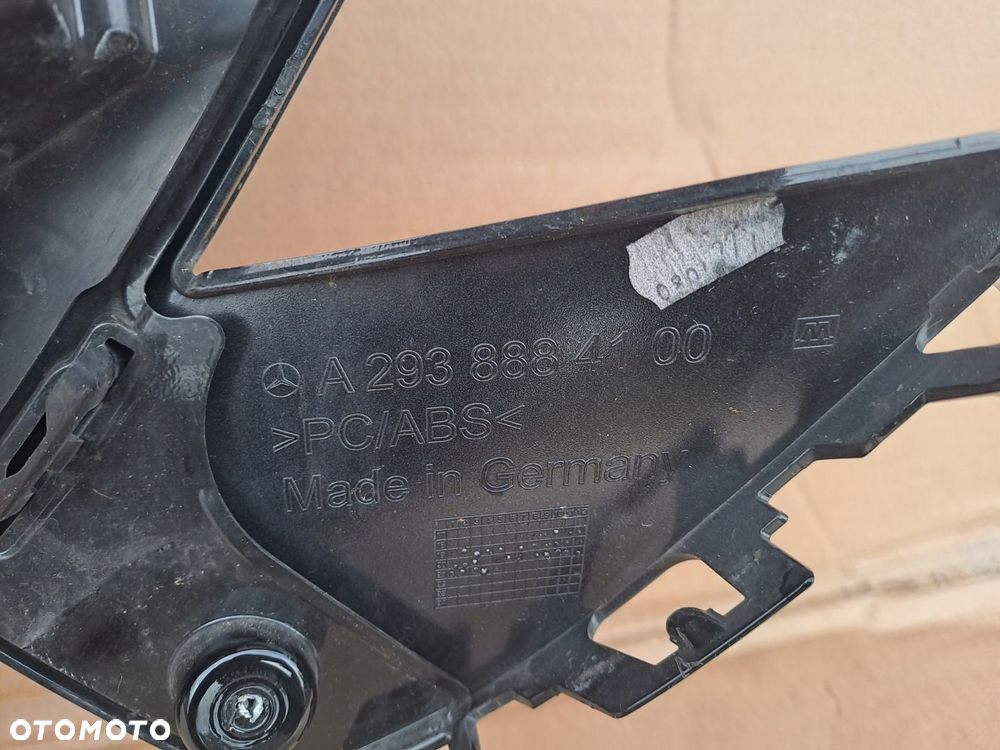 A 293 888 41 00
>PC/ABS<
Made in Germany
OTOMOTO